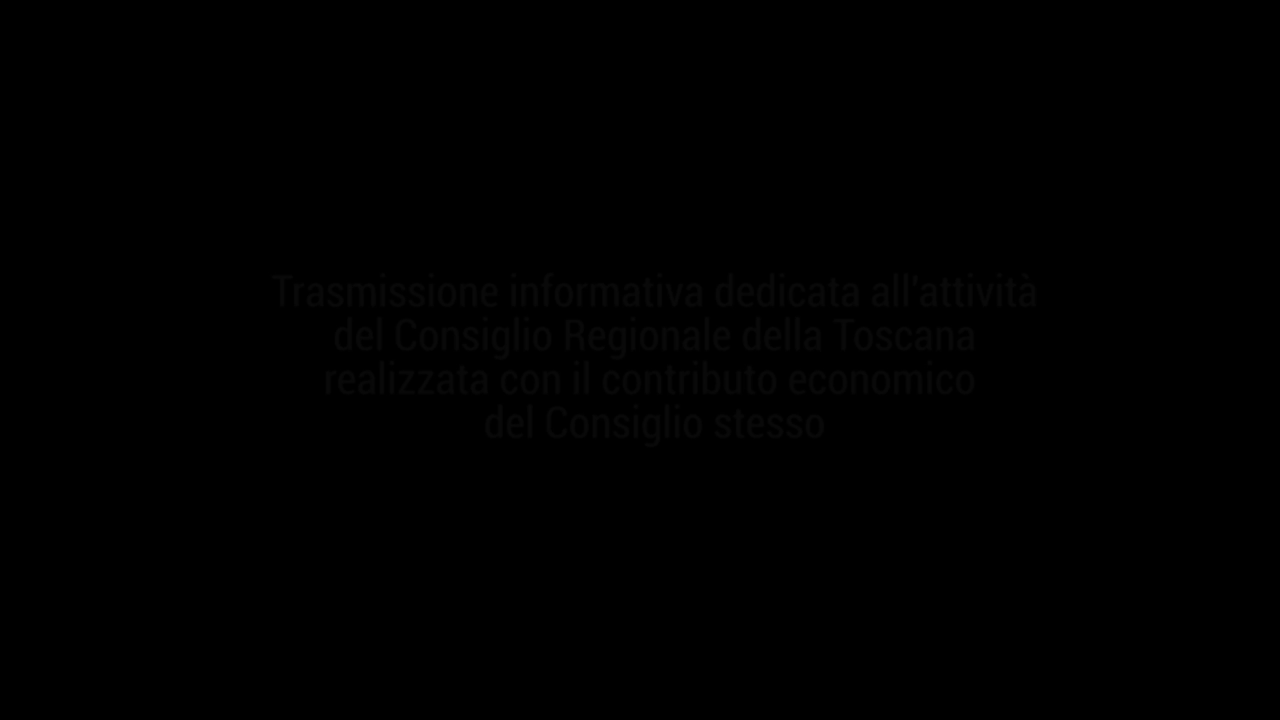 Trasmissione informativa dedicata all'attività
del Consiglio Regionale della Toscana
realizzata con il contributo economico
del Consiglio stesso